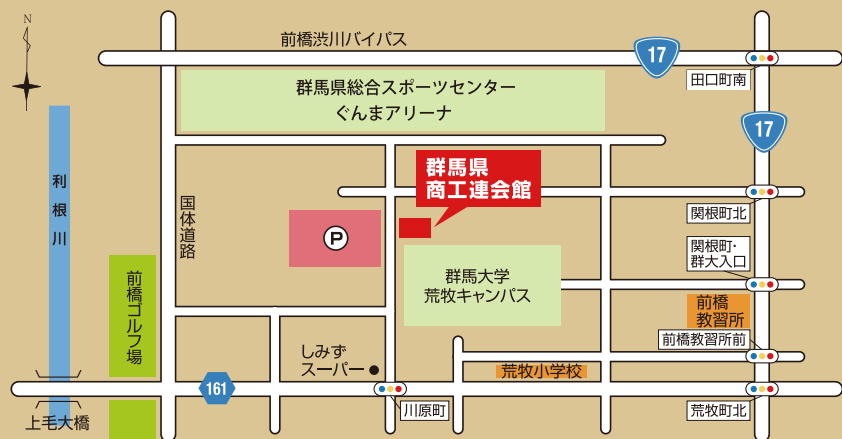 N
前橋渋川バイパス
17
田口町南
群馬県総合スポーツセンター
ぐんまアリーナ
17
群馬県
商工連会館
利根川
国体道路
関根町北
P
関根町・
群大入口
群馬大学
荒牧キャンパス
前橋ゴルフ場
前橋
教習所
前橋教習所前
しみず
スーパー
荒牧小学校
161
川原町
荒牧町北
上毛大橋